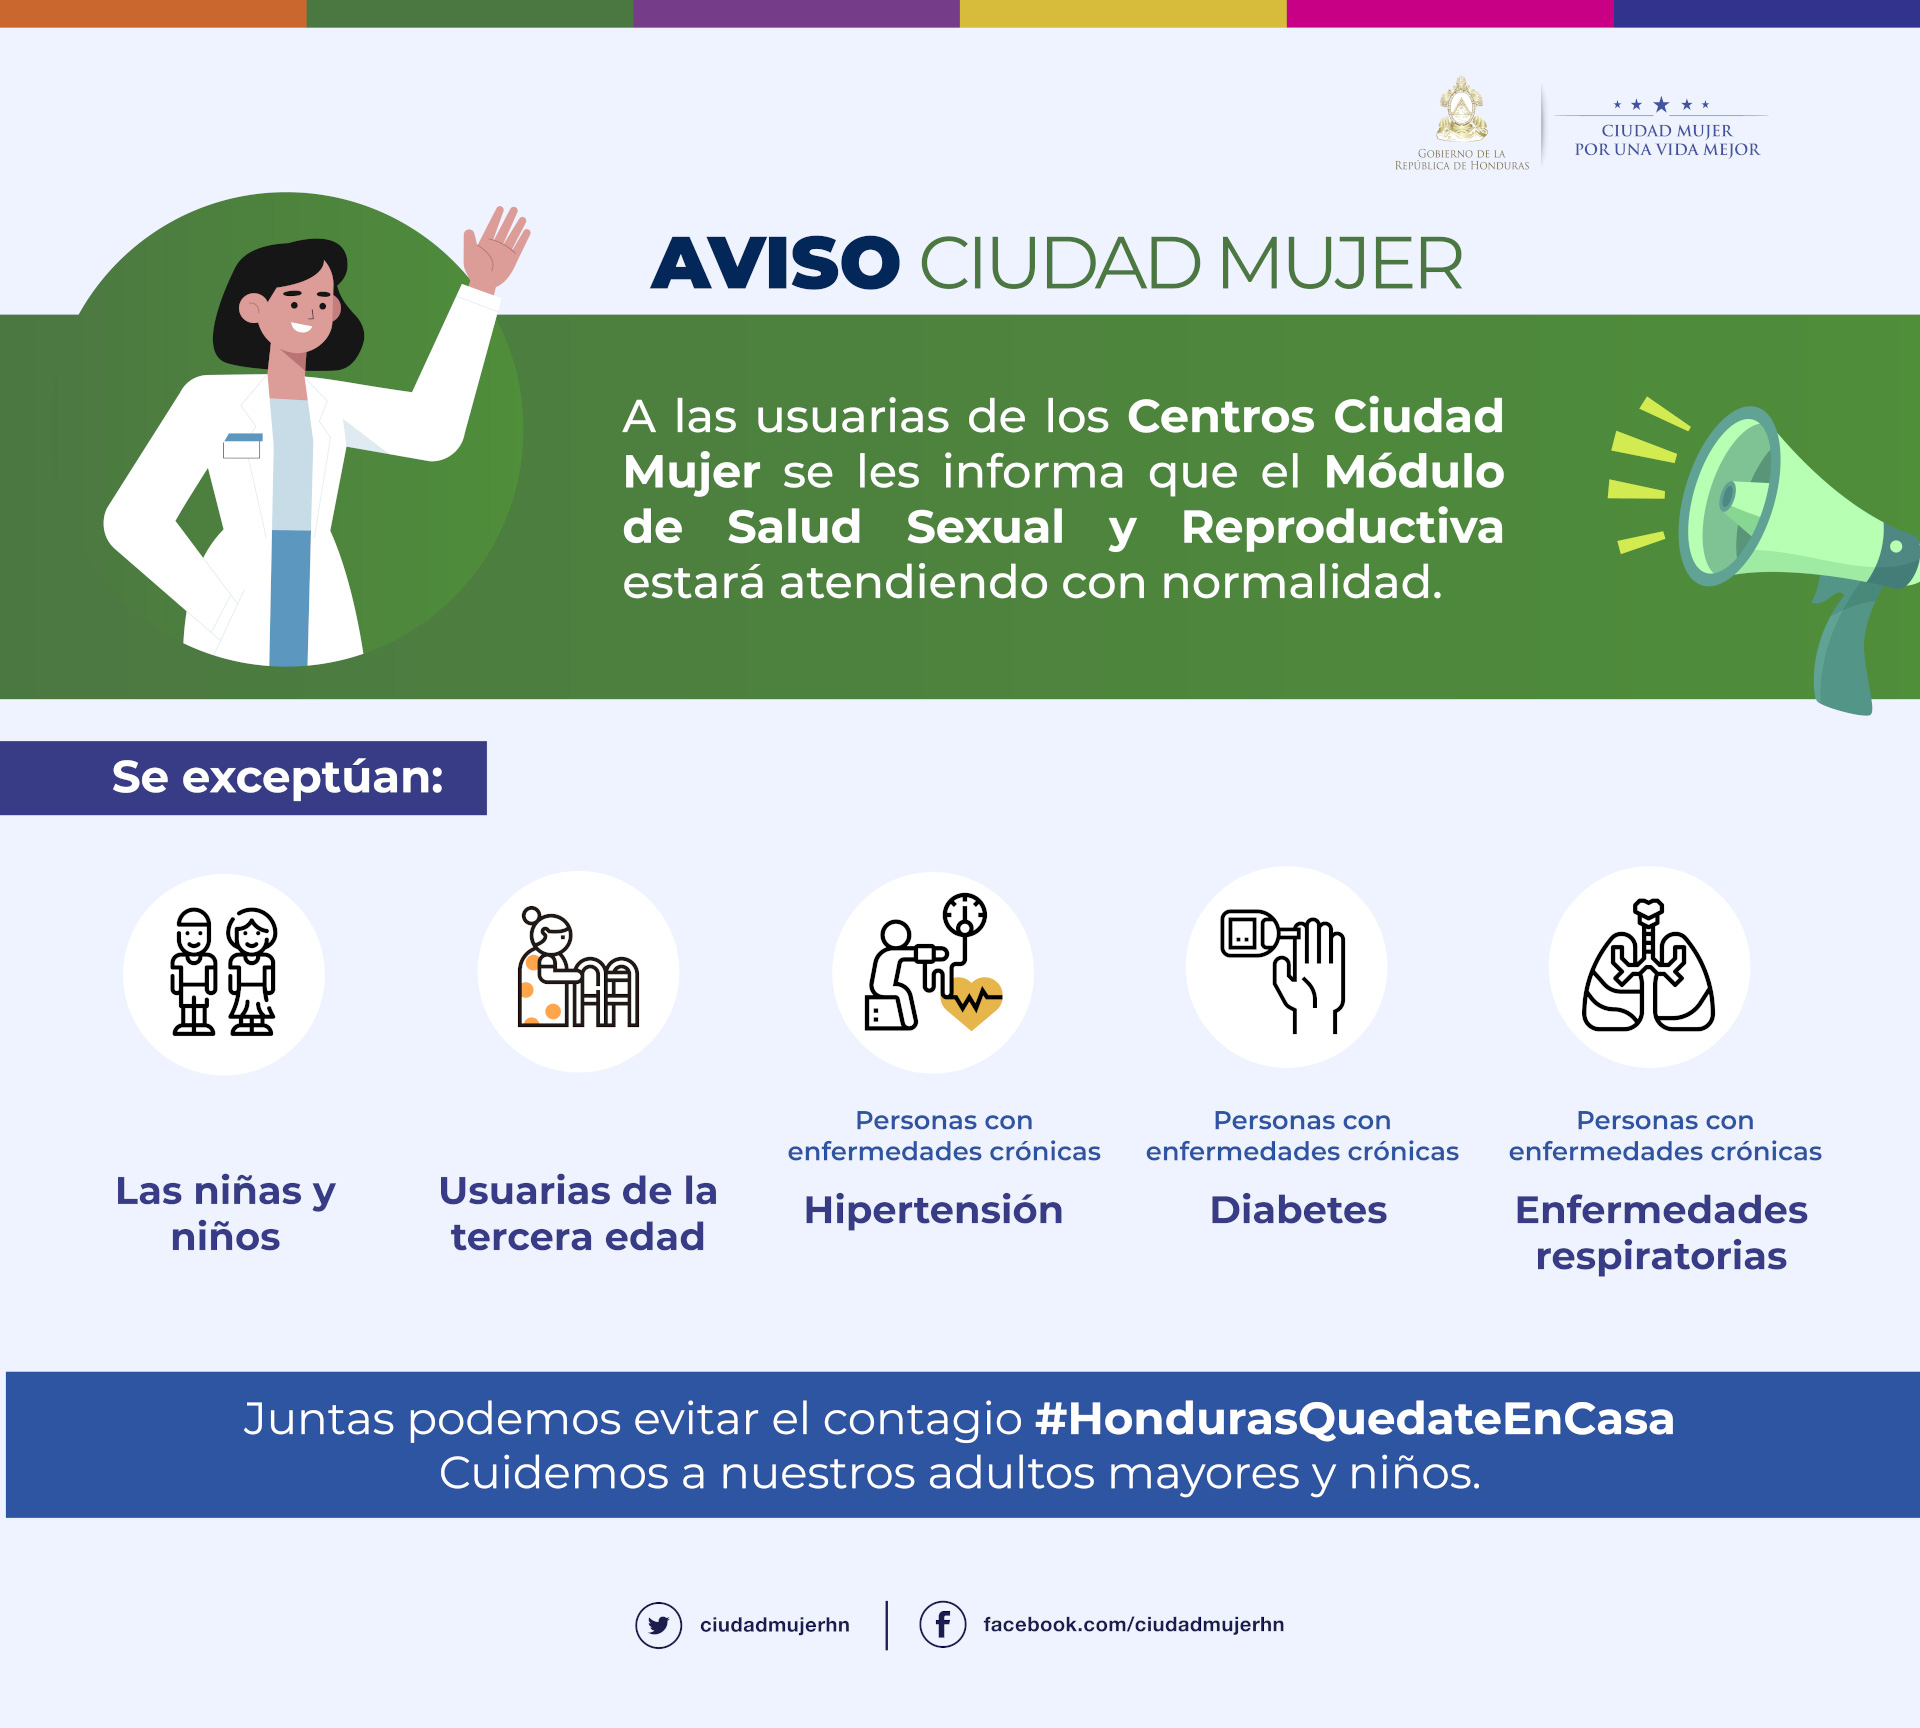 GOBIERNO DE LA
REPÚBLICA DE HONDURAS
CIUDAD MUJER
POR UNA VIDA MEJOR
AVISO CIUDAD MUJER
A las usuarias de los Centros Ciudad
Mujer se les informa que el Módulo
de Salud Sexual y Reproductiva
estará atendiendo con normalidad.
Se exceptúan:
Las niñas y
niños
Usuarias de la
tercera edad
Personas con
enfermedades crónicas
Hipertensión
Personas con
enfermedades crónicas
Diabetes
Personas con
enfermedades crónicas
Enfermedades
respiratorias
Juntas podemos evitar el contagio #HondurasQuedateEnCasa
Cuidemos a nuestros adultos mayores y niños.
ciudadmujerhn
facebook.com/ciudadmujerhn